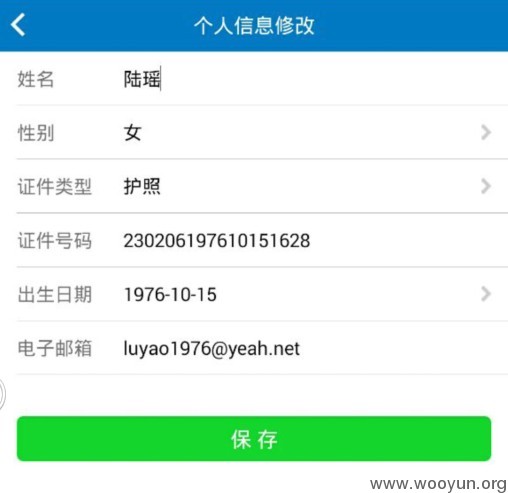 个人信息修改
姓名 陆瑶
性别 女
证件类型 护照
证件号码 230206197610151628
出生日期 1976-10-15
电子邮箱 luyao1976@yeah.net
保存
www.wooyun.org